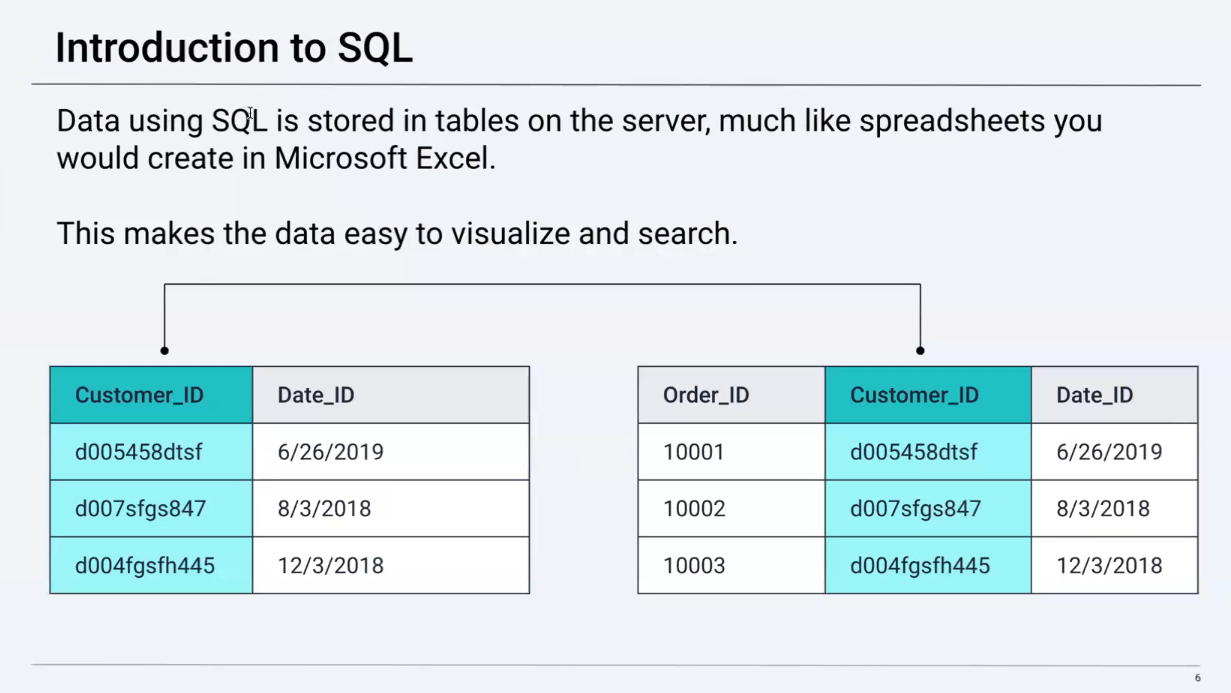 Introduction to SQL
Data using SQL is stored in tables on the server, much like spreadsheets you
would create in Microsoft Excel.
This makes the data easy to visualize and search.
Customer_ID Date_ID
d005458dtsf 6/26/2019
d007sfgs847 8/3/2018
d004fgsfh445 12/3/2018
Order_ID Customer_ID Date_ID
10001 d005458dtsf 6/26/2019
10002 d007sfgs847 8/3/2018
10003 d004fgsfh445 12/3/2018
6